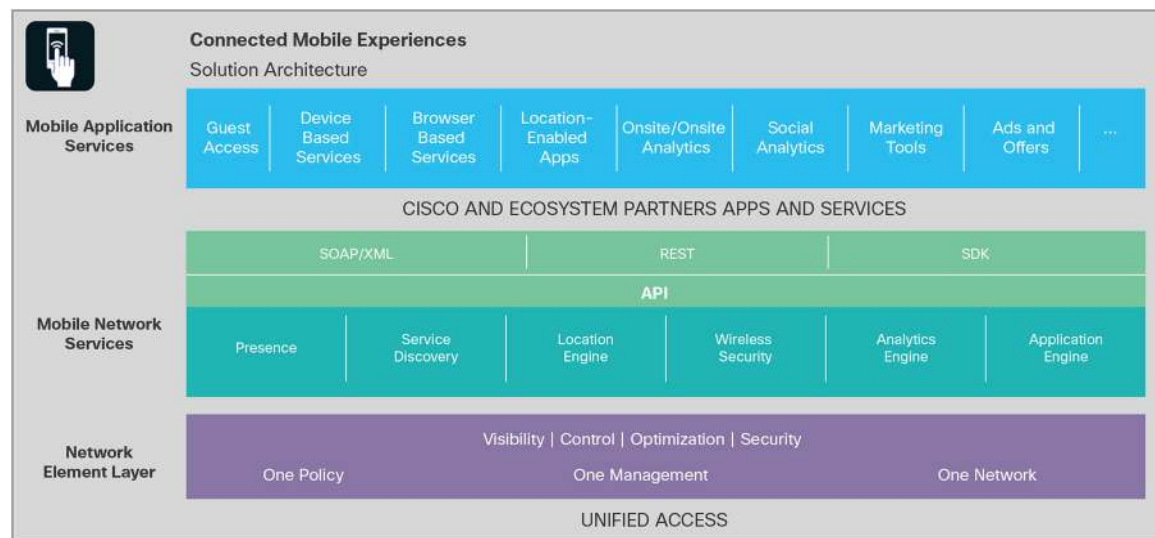 Connected Mobile Experiences
Solution Architecture
Mobile Application
Services
Guest
Access
Device
Based
Services
Browser
Based
Services
Location-
Enabled
Apps
Onsite/Onsite
Analytics
Social
Analytics
Marketing
Tools
Ads and
Offers
...
CISCO AND ECOSYSTEM PARTNERS APPS AND SERVICES
Mobile Network
Services
SOAP/XML
REST
SDK
API
Presence
Service
Discovery
Location
Engine
Wireless
Security
Analytics
Engine
Application
Engine
Network
Element Layer
Visibility | Control | Optimization | Security
One Policy
One Management
One Network
UNIFIED ACCESS